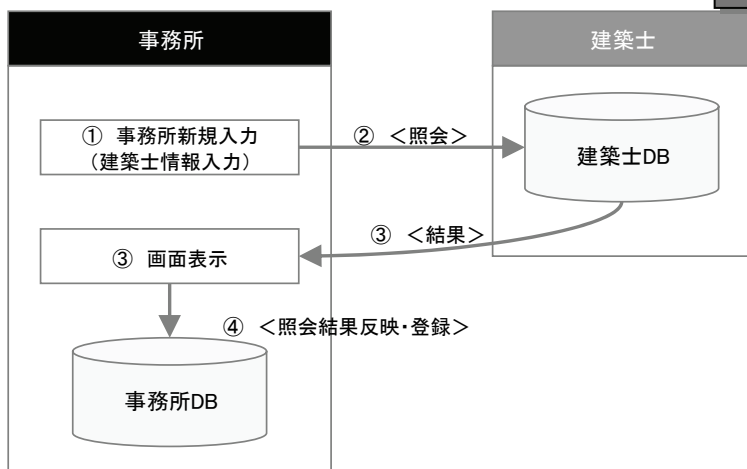 事務所
建築士
① 事務所新規入力
（建築士情報入力）
② ＜照会＞
建築士DB
③ ＜結果＞
③ 画面表示
④ ＜照会結果反映・登録＞
事務所DB